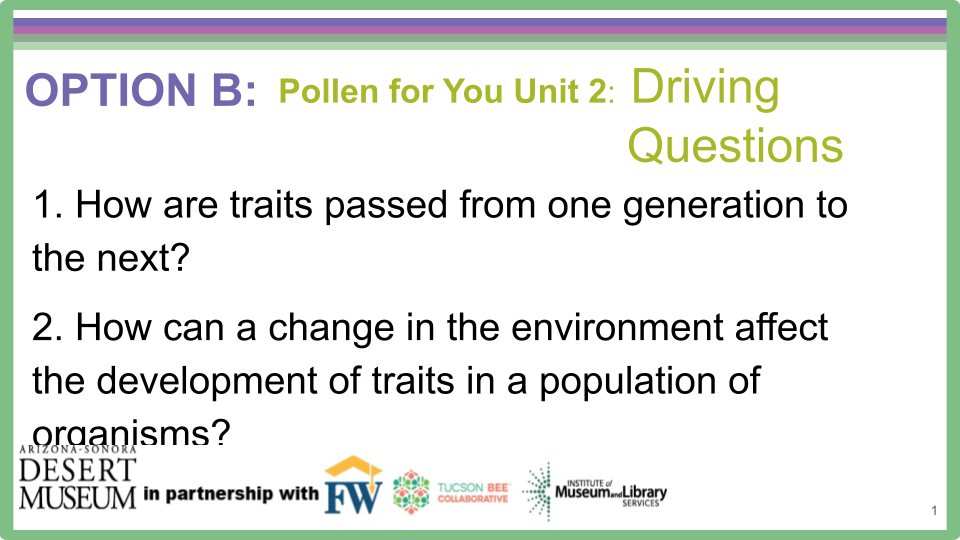 OPTION B: Pollen for You Unit 2: Driving
Questions
1. How are traits passed from one generation to
the next?
2. How can a change in the environment affect
the development of traits in a population of
organisms?
ARIZONA-SONORA
DESERT
MUSEUM
in partnership with
FW
TUCSON BEE
COLLABORATIVE
INSTITUTE of
Museum and Library
SERVICES
1